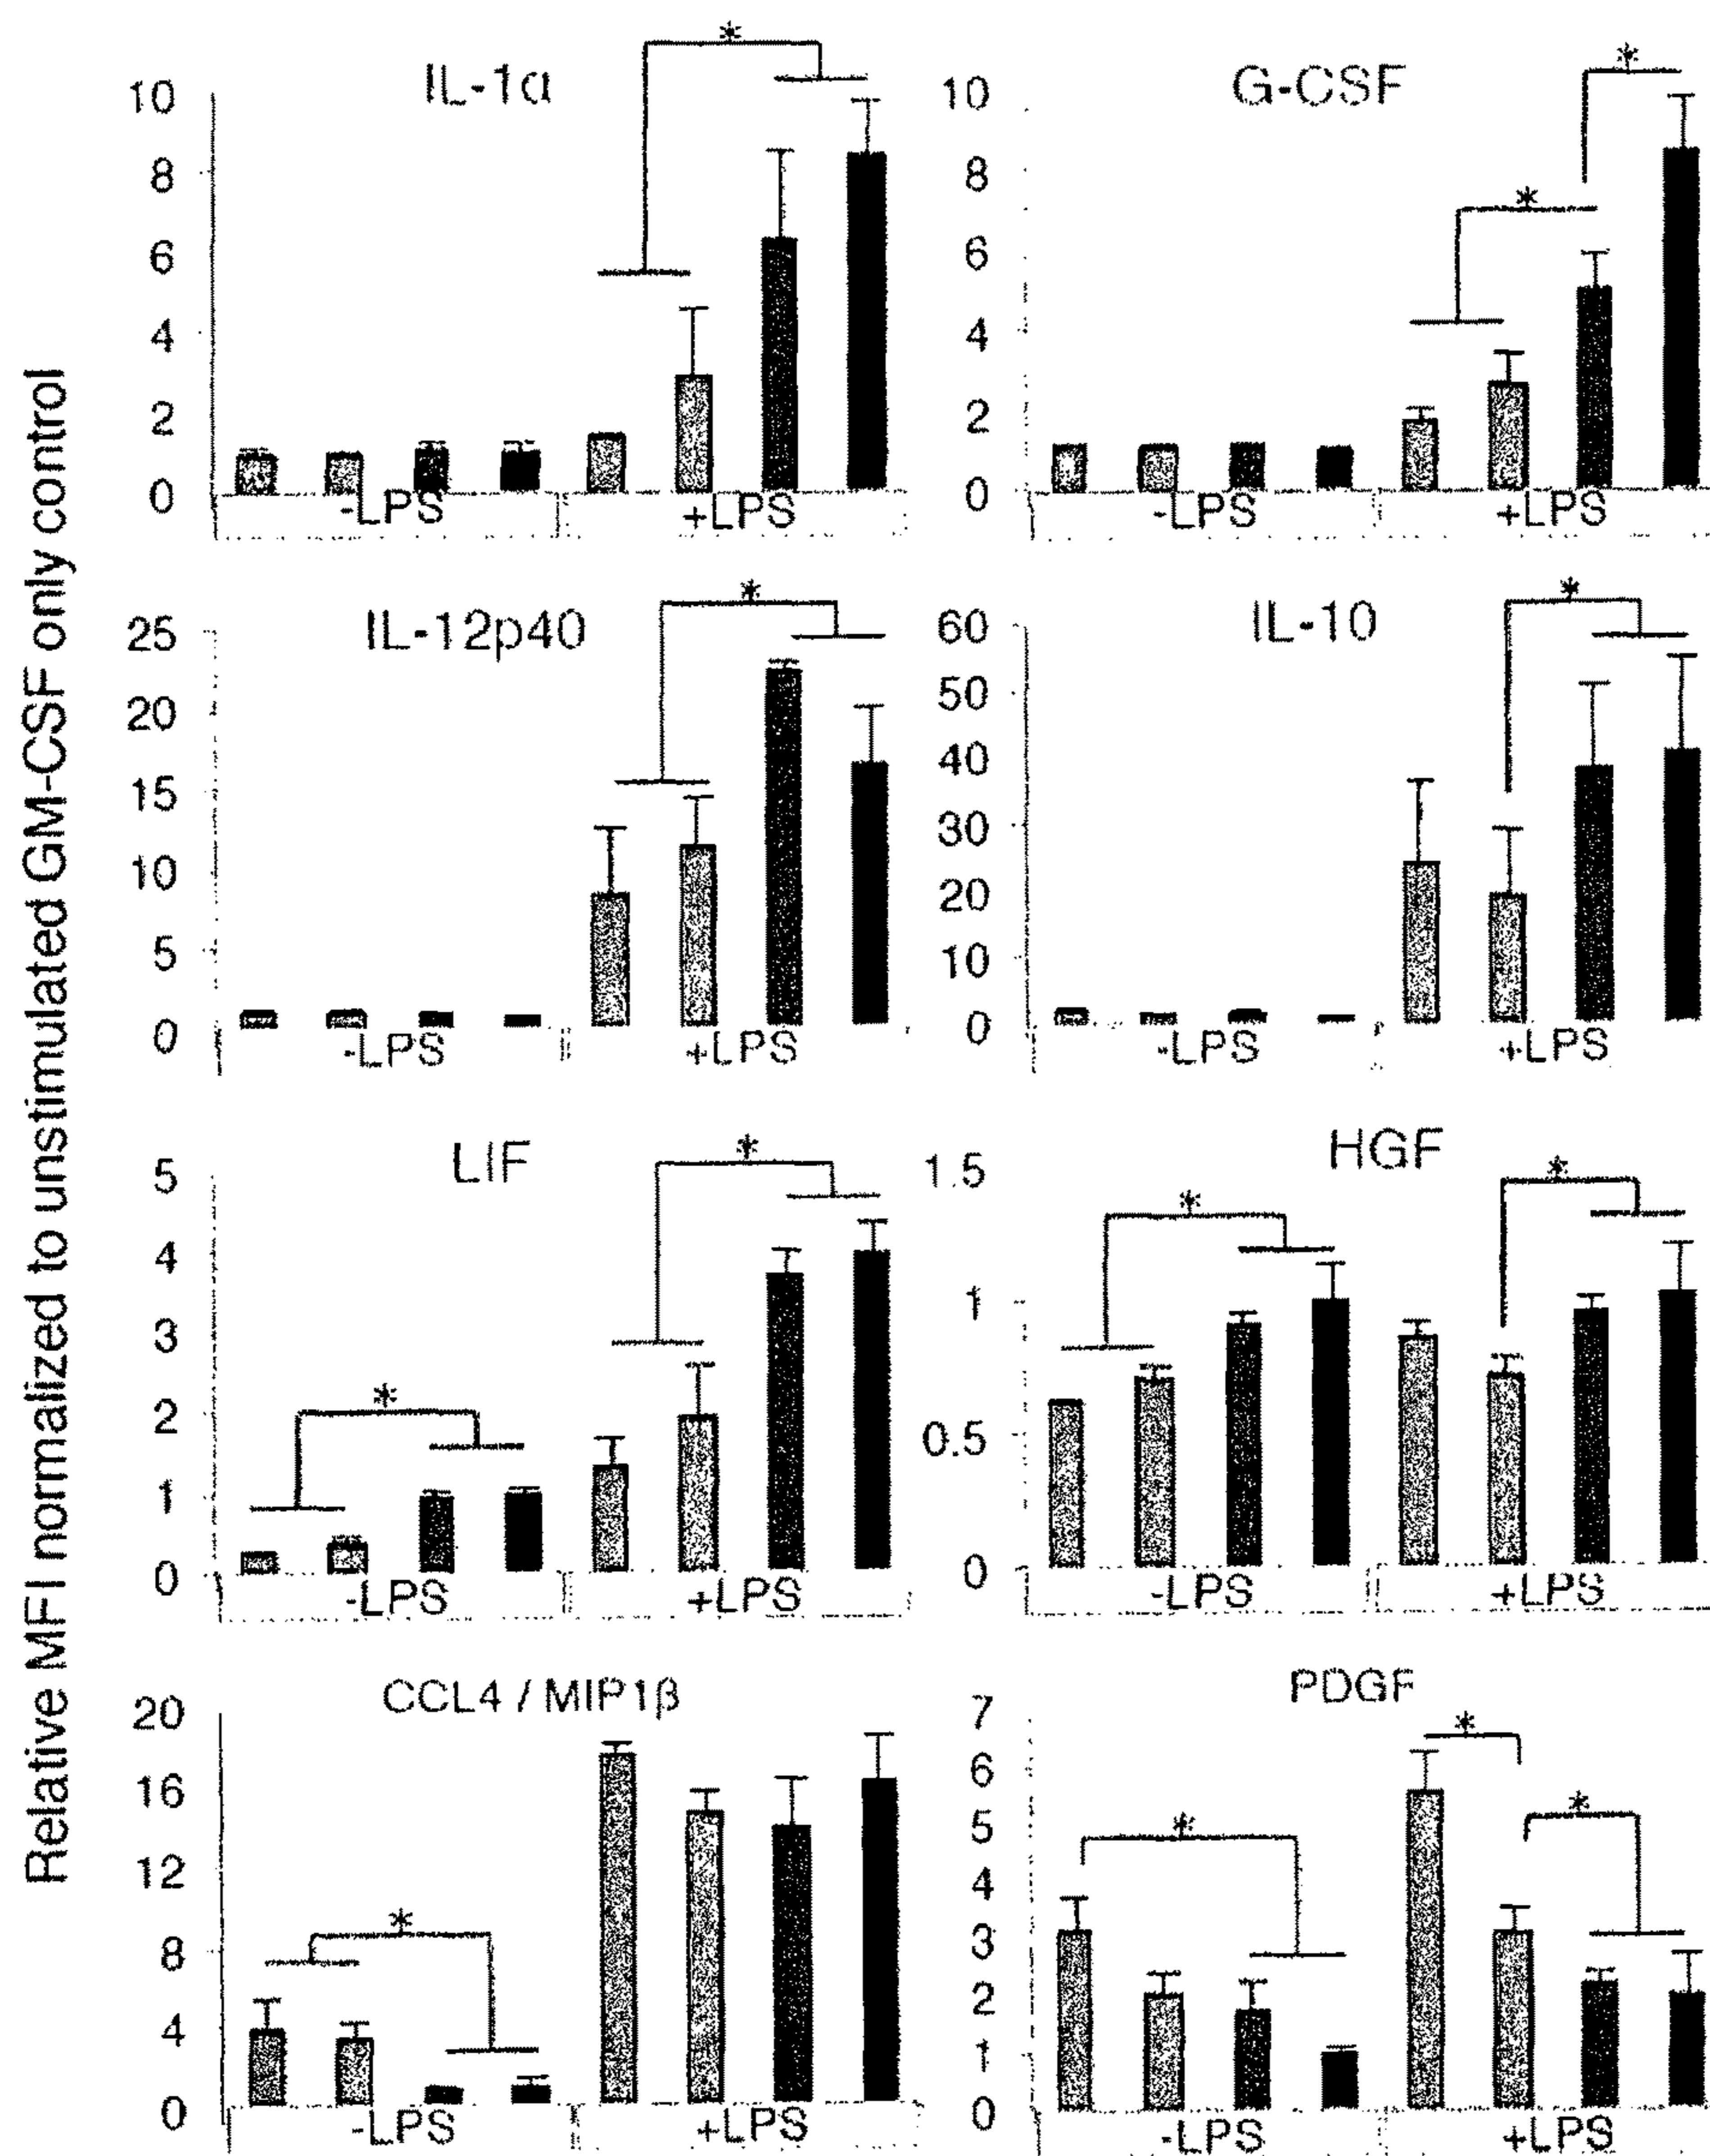 Relative MFI normalized to unstimulated GM-CSF only control
IL-1α
*
10
8
6
4
2
0
-LPS
+LPS
G-CSF
*
*
10
8
6
4
2
0
-LPS
+LPS
IL-12p40
*
25
20
15
10
5
0
-LPS
+LPS
IL-10
*
60
50
40
30
20
10
0
-LPS
+LPS
LIF
*
*
5
4
3
2
1
0
-LPS
+LPS
HGF
*
*
1.5
1
0.5
0
-LPS
+LPS
CCL4 / MIP1β
*
20
16
12
8
4
0
-LPS
+LPS
PDGF
*
*
*
7
6
5
4
3
2
1
0
-LPS
+LPS